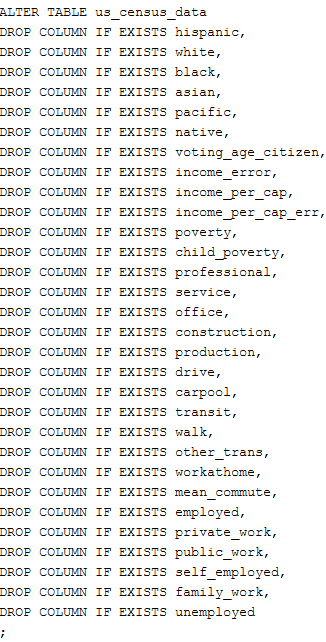 ALTER TABLE us_census_data
DROP COLUMN IF EXISTS hispanic,
DROP COLUMN IF EXISTS white,
DROP COLUMN IF EXISTS black,
DROP COLUMN IF EXISTS asian,
DROP COLUMN IF EXISTS pacific,
DROP COLUMN IF EXISTS native,
DROP COLUMN IF EXISTS voting_age_citizen,
DROP COLUMN IF EXISTS income_error,
DROP COLUMN IF EXISTS income_per_cap,
DROP COLUMN IF EXISTS income_per_cap_err,
DROP COLUMN IF EXISTS poverty,
DROP COLUMN IF EXISTS child_poverty,
DROP COLUMN IF EXISTS professional,
DROP COLUMN IF EXISTS service,
DROP COLUMN IF EXISTS office,
DROP COLUMN IF EXISTS construction,
DROP COLUMN IF EXISTS production,
DROP COLUMN IF EXISTS drive,
DROP COLUMN IF EXISTS carpool,
DROP COLUMN IF EXISTS transit,
DROP COLUMN IF EXISTS walk,
DROP COLUMN IF EXISTS other_trans,
DROP COLUMN IF EXISTS workathome,
DROP COLUMN IF EXISTS mean_commute,
DROP COLUMN IF EXISTS employed,
DROP COLUMN IF EXISTS private_work,
DROP COLUMN IF EXISTS public_work,
DROP COLUMN IF EXISTS self_employed,
DROP COLUMN IF EXISTS family_work,
DROP COLUMN IF EXISTS unemployed
;